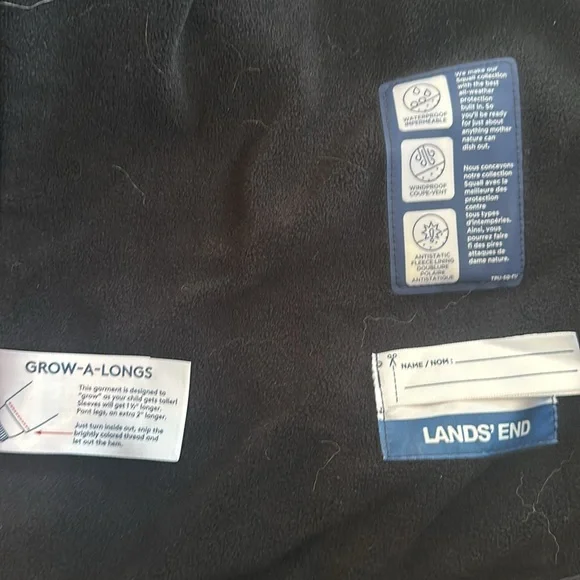 We make our
Squall collection
with the best
all-weather
protection
built in. So
you'll be ready
for just about
anything mother
nature can
dish out.
Nous concevons
notre collection
Squall avec la
meilleure des
protection
contre
tous types
d'intempéries.
Ainsi, vous
pourrez faire
fi des pires
attaques de
dame nature.
WATERPROOF
IMPERMÉABLE
WINDPROOF
COUPE-VENT
ANTISTATIC
FLEECE LINING
DOUBLURE
POLAIRE
ANTISTATIQUE
GROW-A-LONGS
This garment is designed to
"grow" as your child gets taller!
Sleeves will get 1 ½" longer.
Pant legs, an extra 2" longer.
Just turn inside out, snip the
brightly colored thread and
let out the hem.
NAME / NOM :
LANDS' END